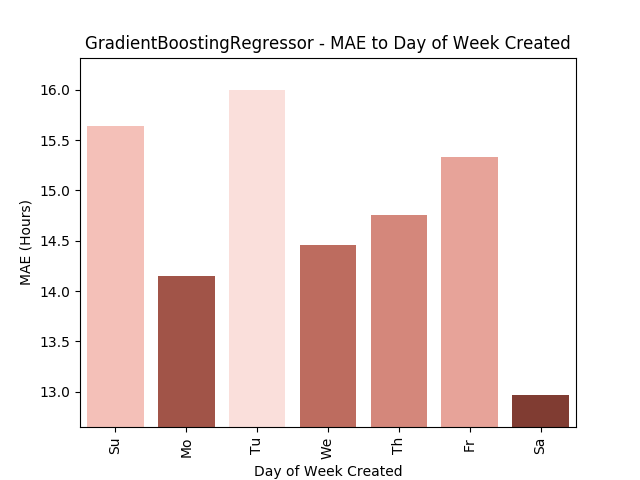 GradientBoostingRegressor - MAE to Day of Week Created
MAE (Hours)
16.0
15.5
15.0
14.5
14.0
13.5
13.0
Su
Mo
Tu
We
Th
Fr
Sa
Day of Week Created